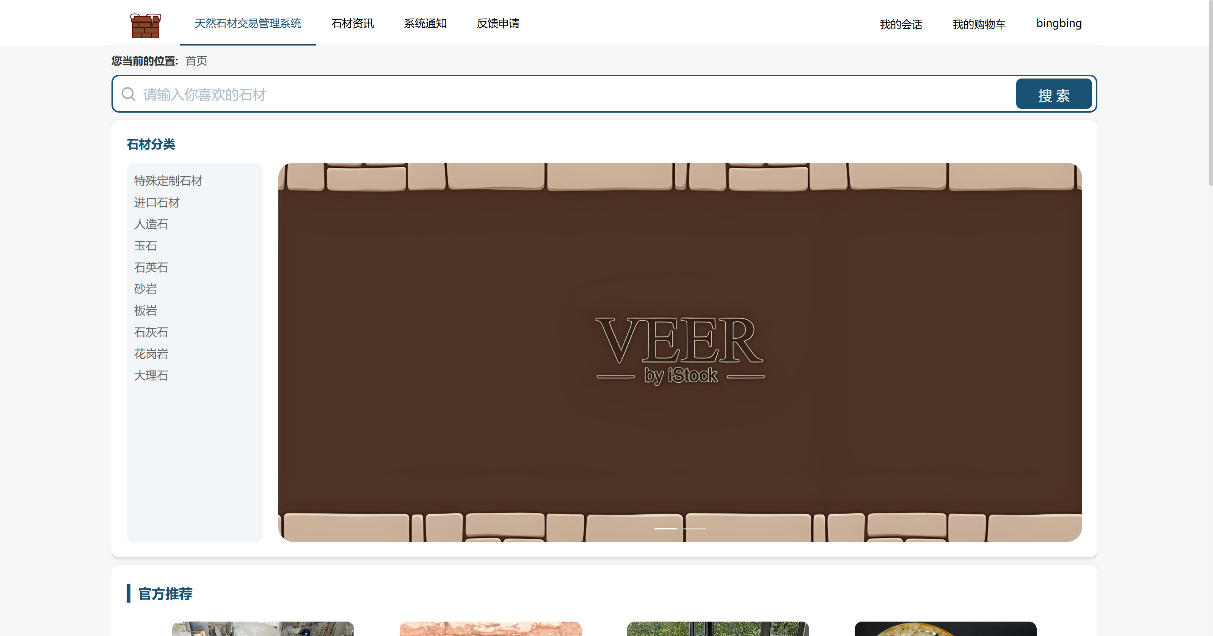 天然石材交易管理系统 石材资讯 系统通知 反馈申请 我的会话 我的购物车 bingbing
您当前的位置: 首页
请输入你喜欢的石材 搜 索
石材分类
特殊定制石材
进口石材
人造石
玉石
石英石
砂岩
板岩
石灰石
花岗岩
大理石
VEER
by iStock
官方推荐